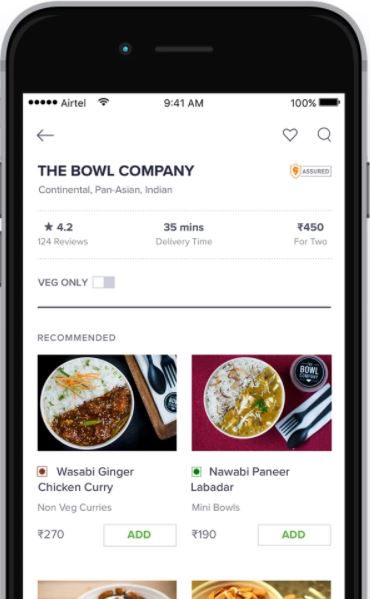 Airtel 9:41 AM 100%
THE BOWL COMPANY
ASSURED
Continental, Pan-Asian, Indian
★ 4.2 35 mins ₹450
124 Reviews Delivery Time For Two
VEG ONLY
RECOMMENDED
BOWL
COMPANY
Wasabi Ginger Nawabi Paneer
Chicken Curry Labadar
Non Veg Curries Mini Bowls
₹270 ADD ₹190 ADD